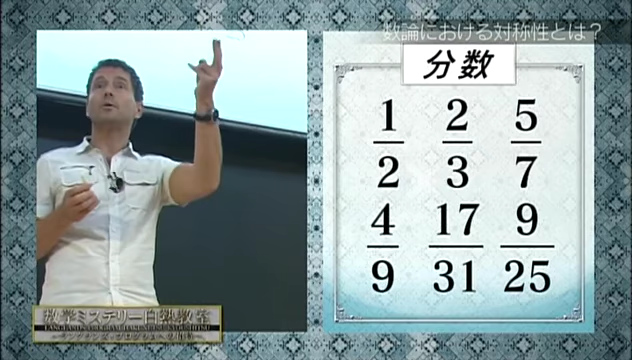 数論における対称性とは?
分数
1 2 5
2 3 7
4 17 9
9 31 25
数学ミステリー白熱教室